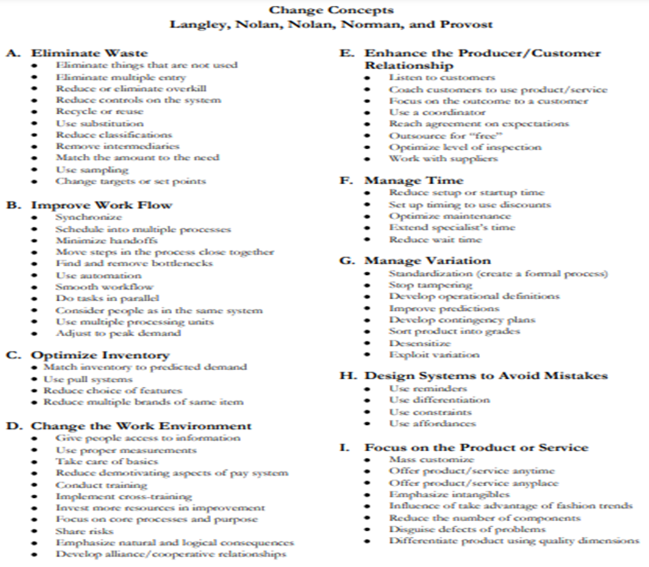 Change Concepts
Langley, Nolan, Nolan, Norman, and Provost
A. Eliminate Waste
• Eliminate things that are not used
• Eliminate multiple entry
• Reduce or eliminate overkill
• Reduce controls on the system
• Recycle or reuse
• Use substitution
• Reduce classifications
• Remove intermediaries
• Match the amount to the need
• Use sampling
• Change targets or set points
B. Improve Work Flow
• Synchronize
• Schedule into multiple processes
• Minimize handoffs
• Move steps in the process close together
• Find and remove bottlenecks
• Use automation
• Smooth workflow
• Do tasks in parallel
• Consider people as in the same system
• Use multiple processing units
• Adjust to peak demand
C. Optimize Inventory
• Match inventory to predicted demand
• Use pull systems
• Reduce choice of features
• Reduce multiple brands of same item
D. Change the Work Environment
• Give people access to information
• Use proper measurements
• Take care of basics
• Reduce demotivating aspects of pay system
• Conduct training
• Implement cross-training
• Invest more resources in improvement
• Focus on core processes and purpose
• Share risks
• Emphasize natural and logical consequences
• Develop alliance/cooperative relationships
E. Enhance the Producer/Customer
Relationship
• Listen to customers
• Coach customers to use product/service
• Focus on the outcome to a customer
• Use a coordinator
• Reach agreement on expectations
• Outsource for "free"
• Optimize level of inspection
• Work with suppliers
F. Manage Time
• Reduce setup or startup time
• Set up timing to use discounts
• Optimize maintenance
• Extend specialist's time
• Reduce wait time
G. Manage Variation
• Standardization (create a formal process)
• Stop tampering
• Develop operational definitions
• Improve predictions
• Develop contingency plans
• Sort product into grades
• Desensitize
• Exploit variation
H. Design Systems to Avoid Mistakes
• Use reminders
• Use differentiation
• Use constraints
• Use affordances
I. Focus on the Product or Service
• Mass customize
• Offer product/service anytime
• Offer product/service anyplace
• Emphasize intangibles
• Influence of take advantage of fashion trends
• Reduce the number of components
• Disguise defects of problems
• Differentiate product using quality dimensions